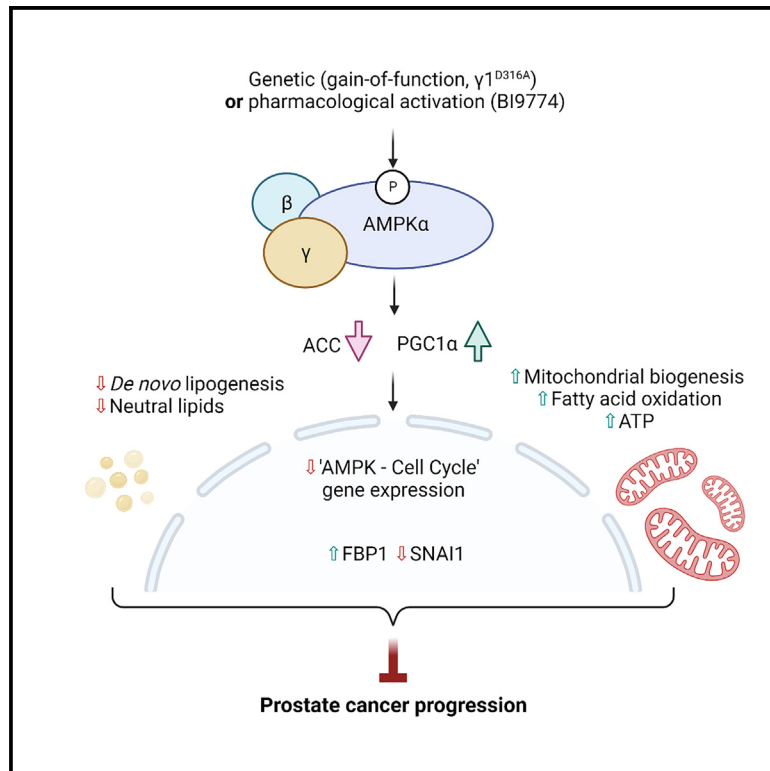 Genetic (gain-of-function, γ1ᴰ³¹⁶ᴬ)
or pharmacological activation (BI9774)
P
β
AMPKα
γ
ACC
PGC1α
⇩De novo lipogenesis
⇩Neutral lipids
⇧Mitochondrial biogenesis
⇧Fatty acid oxidation
⇧ATP
⇩'AMPK - Cell Cycle'
gene expression
⇧FBP1 ⇩SNAI1
Prostate cancer progression